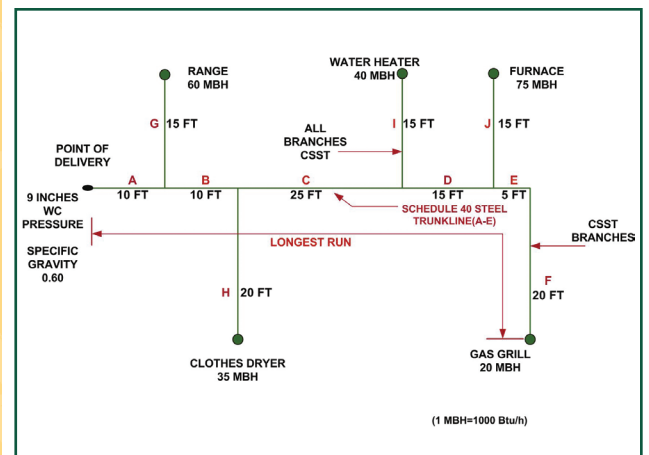 RANGE
60 MBH
WATER HEATER
40 MBH
FURNACE
75 MBH
G 15 FT
ALL
BRANCHES
CSST
I 15 FT
J 15 FT
POINT OF
DELIVERY
A
10 FT
B
10 FT
C
25 FT
D
15 FT
E
5 FT
9 INCHES
WC
PRESSURE
SPECIFIC
GRAVITY
0.60
SCHEDULE 40 STEEL
TRUNKLINE(A-E)
LONGEST RUN
CSST
BRANCHES
H 20 FT
F
20 FT
CLOTHES DRYER
35 MBH
GAS GRILL
20 MBH
(1 MBH=1000 Btu/h)